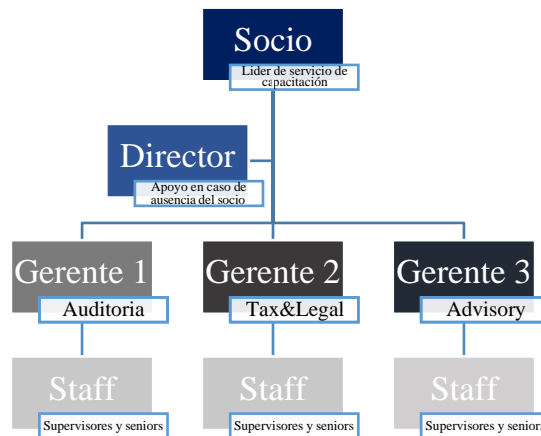 Socio
Lider de servicio de
capacitación
Director
Apoyo en caso de
ausencia del socio
Gerente 1
Auditoria
Gerente 2
Tax&Legal
Gerente 3
Advisory
Staff
Supervisores y seniors
Staff
Supervisores y seniors
Staff
Supervisores y seniors